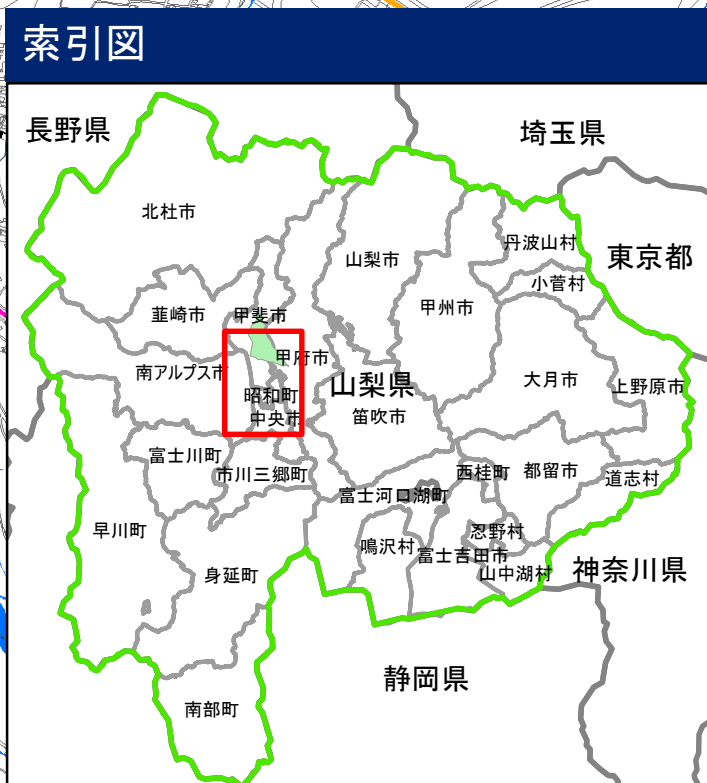 索引図
長野県
埼玉県
北杜市
丹波山村
東京都
山梨市
小菅村
韮崎市
甲斐市
甲州市
甲府市
南アルプス市
山梨県
大月市
上野原市
昭和町
笛吹市
中央市
富士川町
市川三郷町
西桂町
都留市
道志村
富士河口湖町
早川町
忍野村
鳴沢村
富士吉田市
身延町
山中湖村
神奈川県
静岡県
南部町